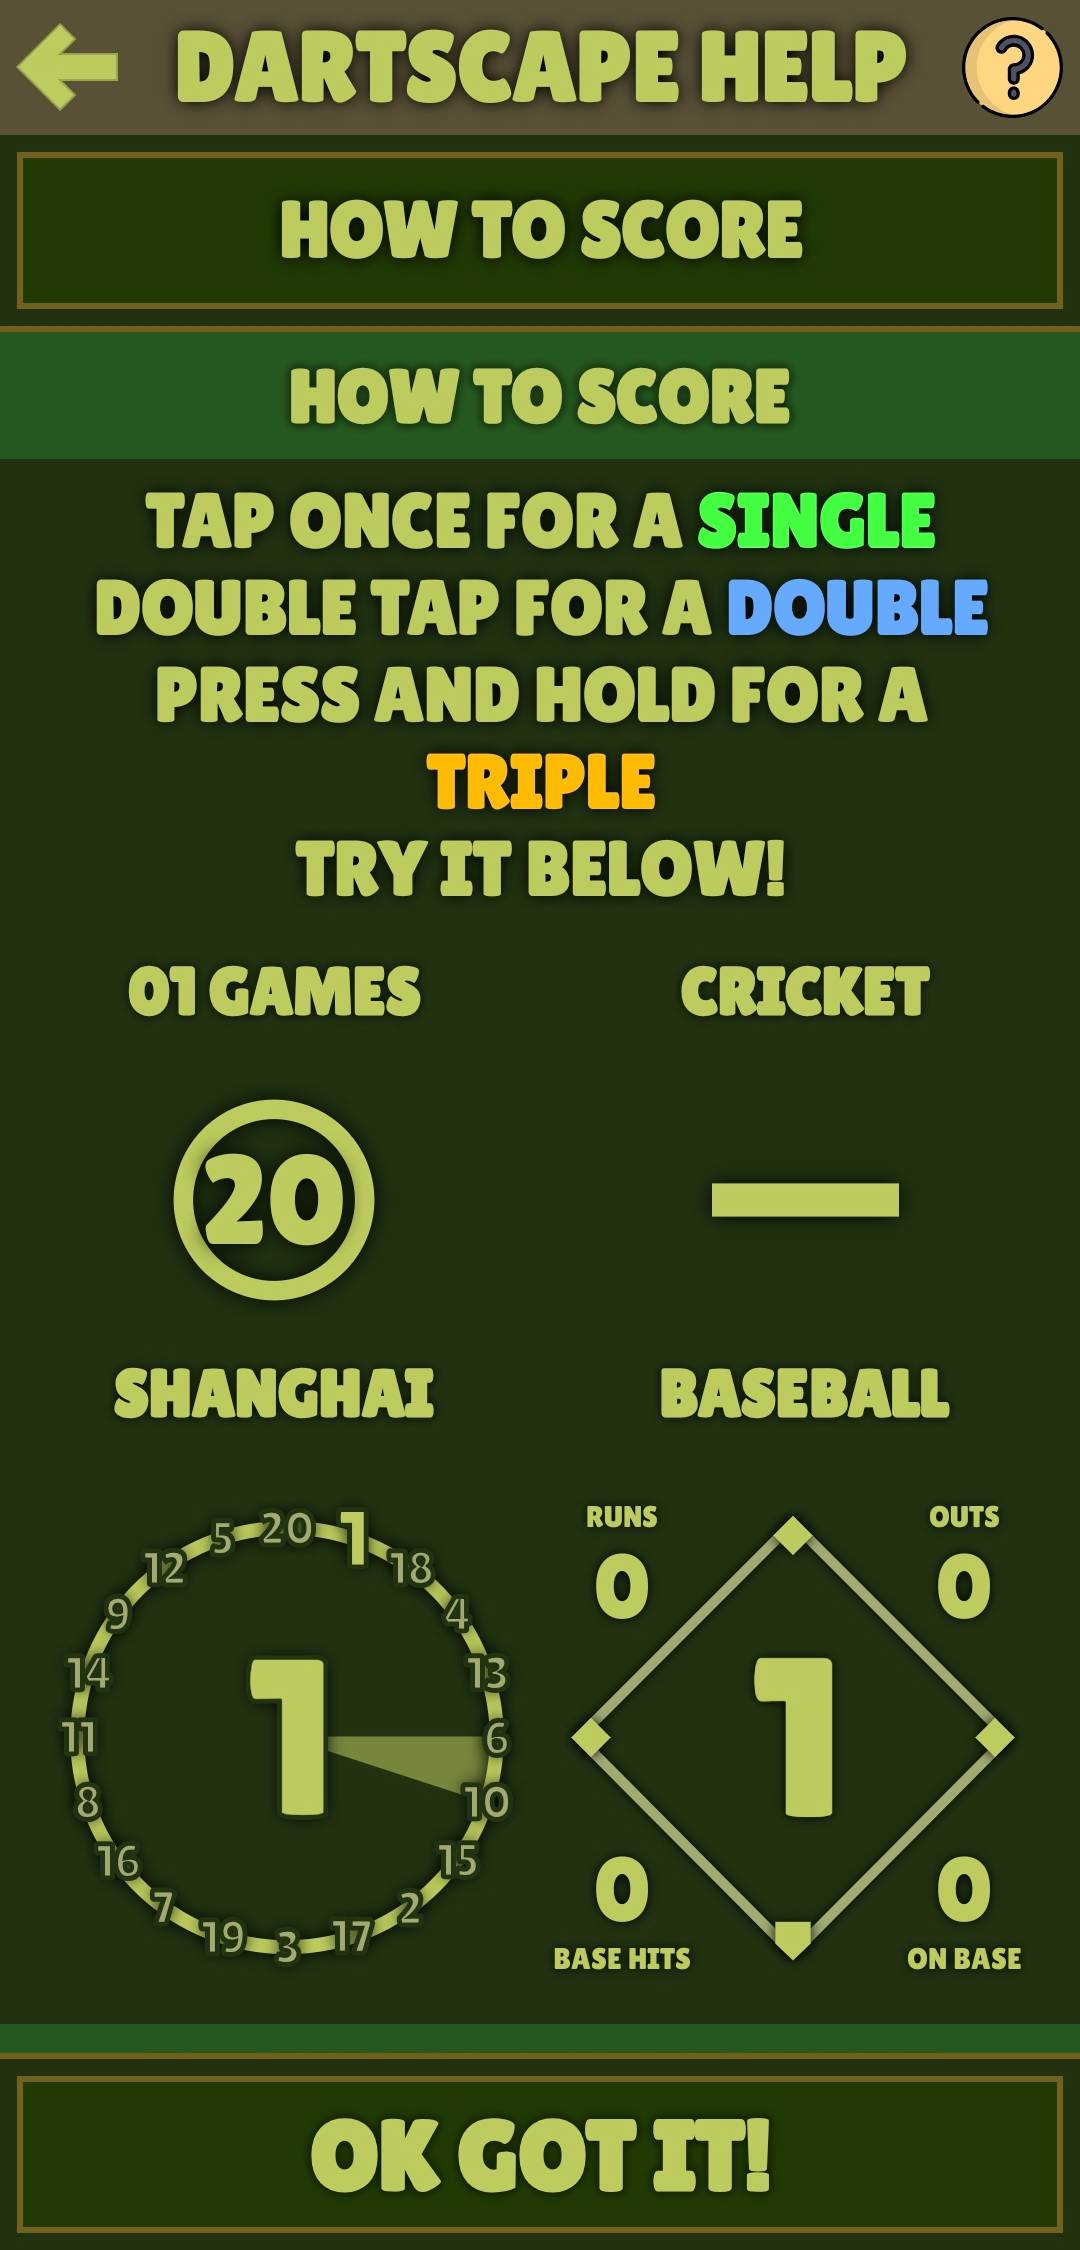 DARTSCAPE HELP
?
HOW TO SCORE
HOW TO SCORE
TAP ONCE FOR A SINGLE
DOUBLE TAP FOR A DOUBLE
PRESS AND HOLD FOR A
TRIPLE
TRY IT BELOW!
01 GAMES
20
CRICKET
SHANGHAI
20
1
18
4
13
6
10
15
2
17
3
19
7
16
8
11
14
9
12
5
1
BASEBALL
RUNS
0
OUTS
0
1
0
BASE HITS
0
ON BASE
OK GOT IT!